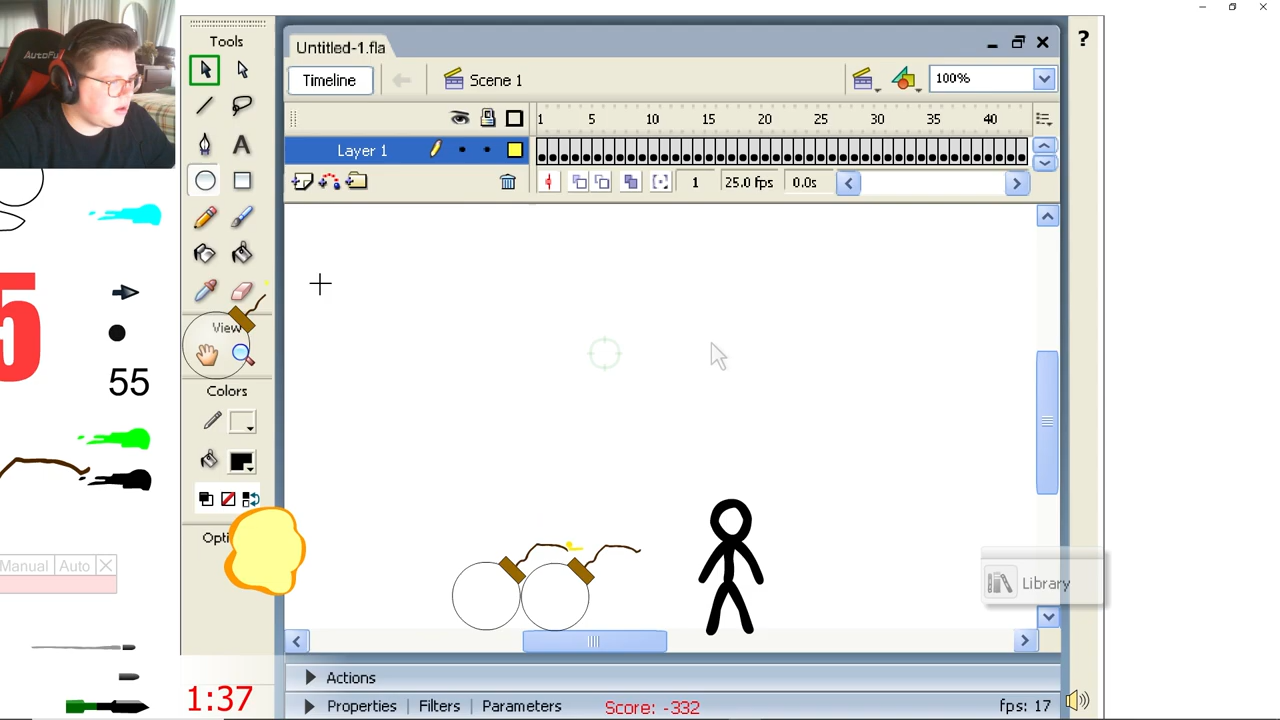 Tools
Untitled-1.fla
?
Timeline
Scene 1
100%
1 5 10 15 20 25 30 35 40
A
Layer 1
1 25.0 fps 0.0s
5
View
55
Colors
Manual Auto
Library
Actions
1:37
Properties Filters Parameters
Score: -332
fps: 17